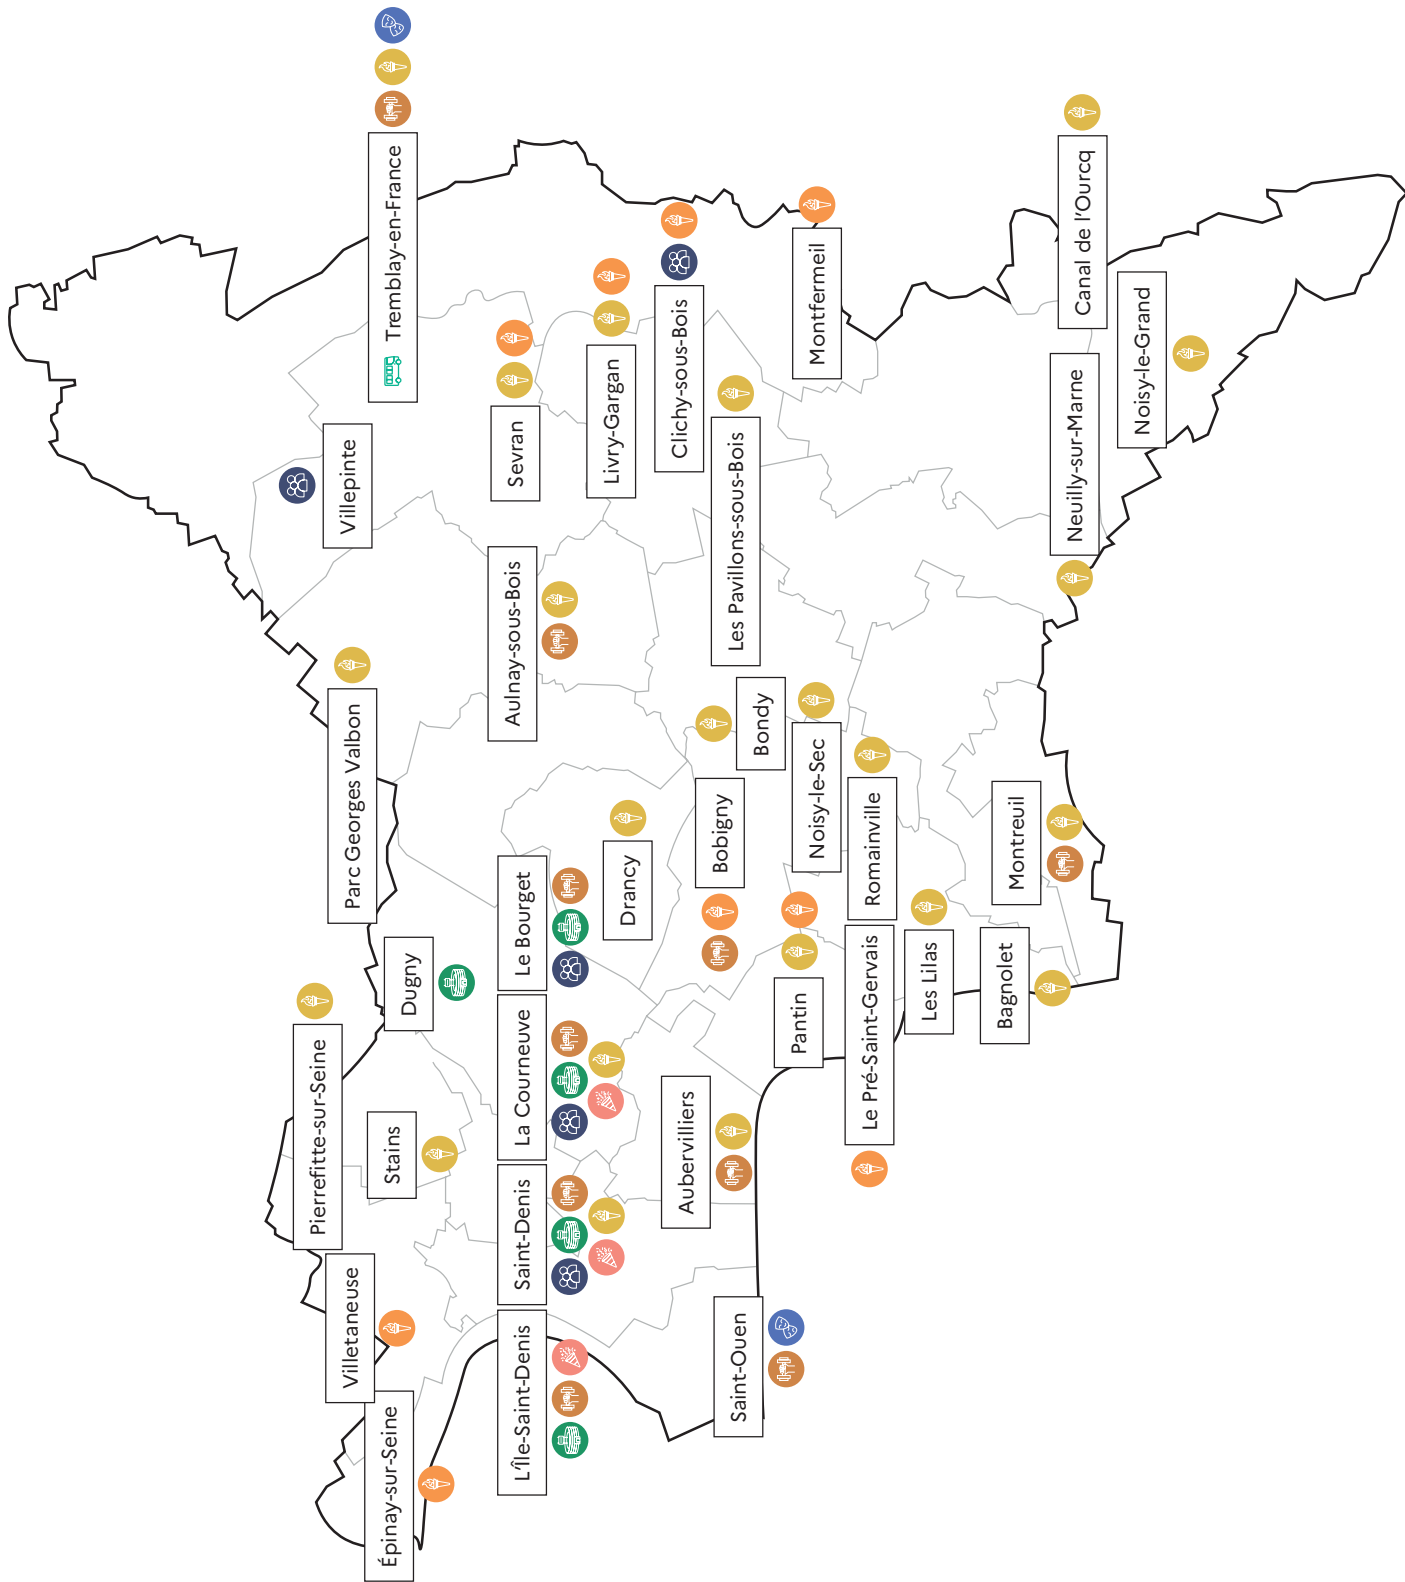 Tremblay-en-France
Villepinte
Parc Georges Valbon
Pierrefitte-sur-Seine
Villetaneuse
Épinay-sur-Seine
Stains
Dugny
Sevran
Aulnay-sous-Bois
Le Bourget
La Courneuve
Saint-Denis
L'Île-Saint-Denis
Livry-Gargan
Drancy
Clichy-sous-Bois
Aubervilliers
Les Pavillons-sous-Bois
Bondy
Bobigny
Saint-Ouen
Montfermeil
Noisy-le-Sec
Pantin
Romainville
Le Pré-Saint-Gervais
Les Lilas
Montreuil
Bagnolet
Canal de l'Ourcq
Neuilly-sur-Marne
Noisy-le-Grand